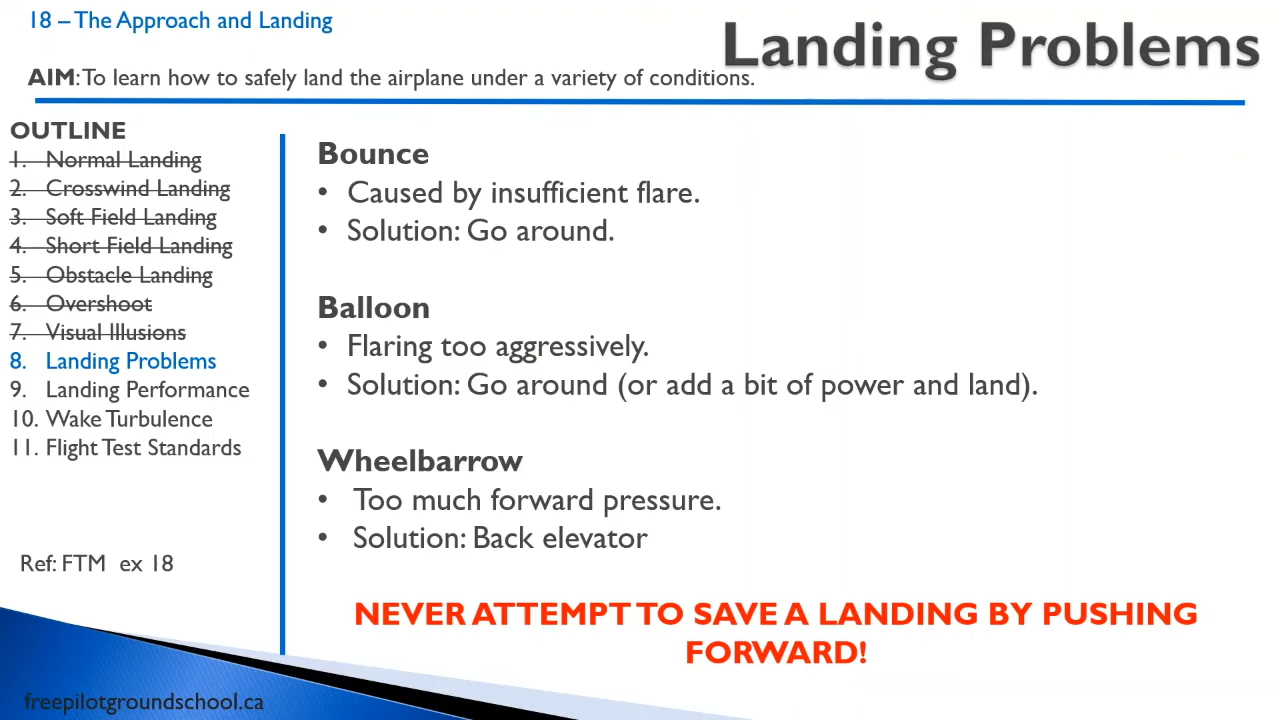 18 – The Approach and Landing
Landing Problems
AIM: To learn how to safely land the airplane under a variety of conditions.
OUTLINE
1. Normal Landing
2. Crosswind Landing
3. Soft Field Landing
4. Short Field Landing
5. Obstacle Landing
6. Overshoot
7. Visual Illusions
8. Landing Problems
9. Landing Performance
10. Wake Turbulence
11. Flight Test Standards
Ref: FTM ex 18
Bounce
• Caused by insufficient flare.
• Solution: Go around.
Balloon
• Flaring too aggressively.
• Solution: Go around (or add a bit of power and land).
Wheelbarrow
• Too much forward pressure.
• Solution: Back elevator
NEVER ATTEMPT TO SAVE A LANDING BY PUSHING
FORWARD!
freepilotgroundschool.ca